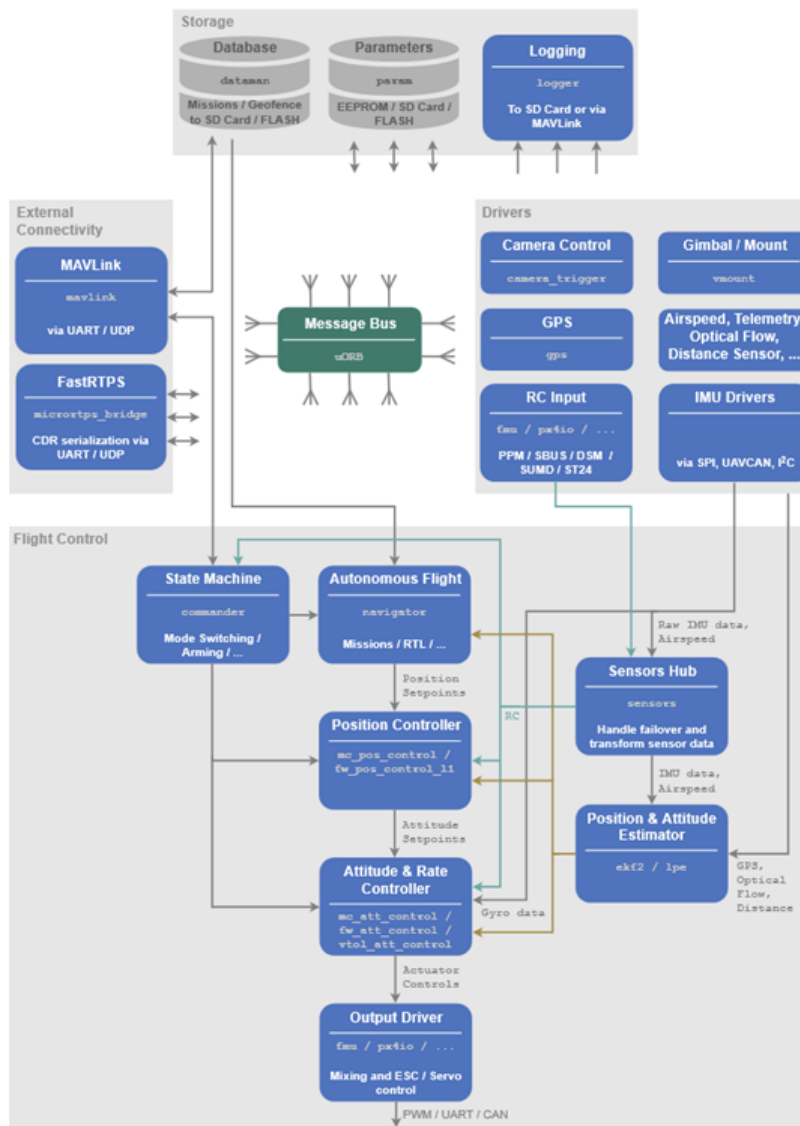 Storage
Database
dataman
Missions / Geofence
to SD Card / FLASH
Parameters
param
EEPROM / SD Card /
FLASH
Logging
logger
To SD Card or via
MAVLink
External
Connectivity
MAVLink
mavlink
via UART / UDP
FastRTPS
micrortps_bridge
CDR serialization via
UART / UDP
Message Bus
uORB
Drivers
Camera Control
camera_trigger
Gimbal / Mount
vmount
GPS
gps
Airspeed, Telemetry,
Optical Flow,
Distance Sensor, ...
RC Input
fmu / px4io / ...
PPM / SBUS / DSM /
SUMD / ST24
IMU Drivers
via SPI, UAVCAN, I²C
Flight Control
State Machine
commander
Mode Switching /
Arming / ...
Autonomous Flight
navigator
Missions / RTL / ...
Raw IMU data,
Airspeed
Sensors Hub
sensors
Handle failover and
transform sensor data
Position
Setpoints
RC
Position Controller
mc_pos_control /
fw_pos_control_l1
IMU data,
Airspeed
Position & Attitude
Estimator
ekf2 / lpe
Attitude
Setpoints
GPS,
Optical
Flow,
Distance
Attitude & Rate
Controller
mc_att_control /
fw_att_control /
vtol_att_control
Gyro data
Actuator
Controls
Output Driver
fmu / px4io / ...
Mixing and ESC / Servo
control
PWM / UART / CAN